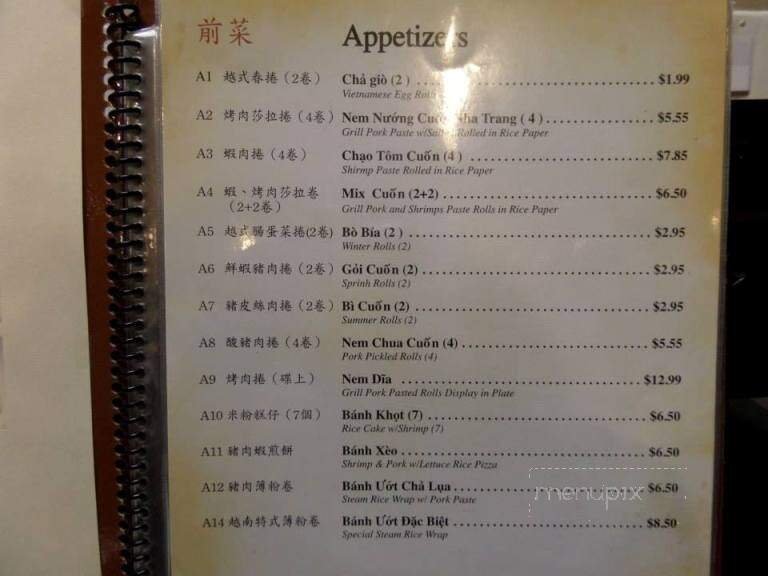 前菜 Appetizers
A1 越式春捲（2卷） Chả giò (2 ) $1.99
Vietnamese Egg Rolls
A2 烤肉莎拉捲（4卷） Nem Nướng Cuốn Nha Trang ( 4 ) $5.55
Grill Pork Paste w/Salad Rolled in Rice Paper
A3 蝦肉捲（4卷） Chạo Tôm Cuốn (4 ) $7.85
Shirmp Paste Rolled in Rice Paper
A4 蝦、烤肉莎拉卷 Mix Cuốn (2+2) $6.50
（2+2卷） Grill Pork and Shrimps Paste Rolls in Rice Paper
A5 越式腸蛋菜捲(2卷) Bò Bía (2 ) $2.95
Winter Rolls (2)
A6 鮮蝦豬肉捲（2卷） Gỏi Cuốn (2) $2.95
Sprinh Rolls (2)
A7 豬皮絲肉捲（2卷） Bì Cuốn (2) $2.95
Summer Rolls (2)
A8 酸豬肉捲（4卷） Nem Chua Cuốn (4) $5.55
Pork Pickled Rolls (4)
A9 烤肉捲（碟上） Nem Dĩa $12.99
Grill Pork Pasted Rolls Display in Plate
A10 米粉糕仔（7個） Bánh Khọt (7) $6.50
Rice Cake w/Shrimp (7)
A11 豬肉蝦煎餅 Bánh Xèo $6.50
Shrimp & Pork w/Lettuce Rice Pizza
A12 豬肉薄粉卷 Bánh Ướt Chả Lụa $6.50
Steam Rice Wrap w/ Pork Paste
A14 越南特式薄粉卷 Bánh Ướt Đặc Biệt $8.50
Special Steam Rice Wrap
menupix